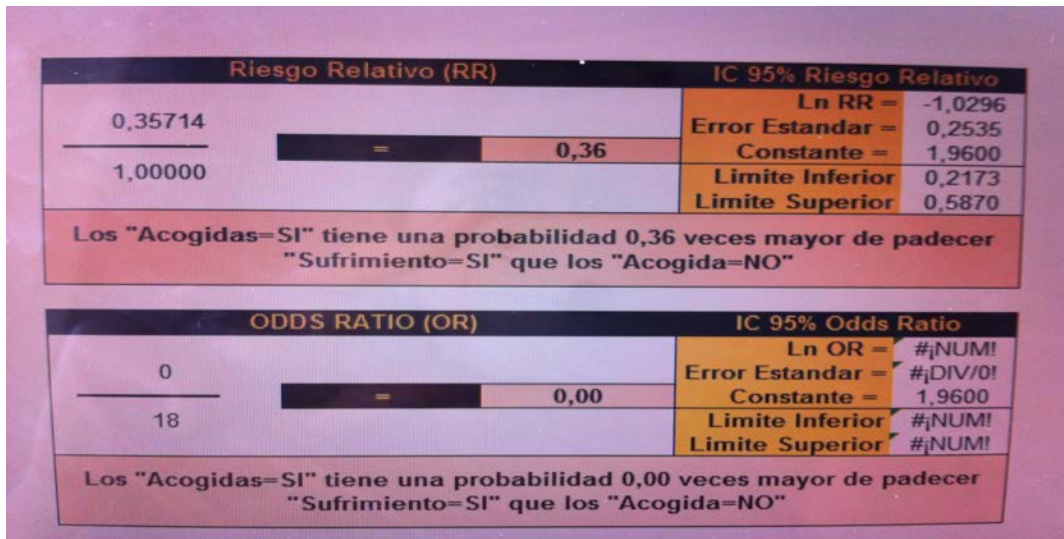 Riesgo Relativo (RR) IC 95% Riesgo Relativo
Ln RR = -1,0296
0,35714
Error Estandar = 0,2535
= 0,36 Constante = 1,9600
1,00000
Limite Inferior 0,2173
Limite Superior 0,5870
Los "Acogidas=SI" tiene una probabilidad 0,36 veces mayor de padecer
"Sufrimiento=SI" que los "Acogida=NO"
ODDS RATIO (OR) IC 95% Odds Ratio
Ln OR = #¡NUM!
0
Error Estandar = #¡DIV/0!
= 0,00 Constante = 1,9600
18
Limite Inferior #¡NUM!
Limite Superior #¡NUM!
Los "Acogidas=SI" tiene una probabilidad 0,00 veces mayor de padecer
"Sufrimiento=SI" que los "Acogida=NO"